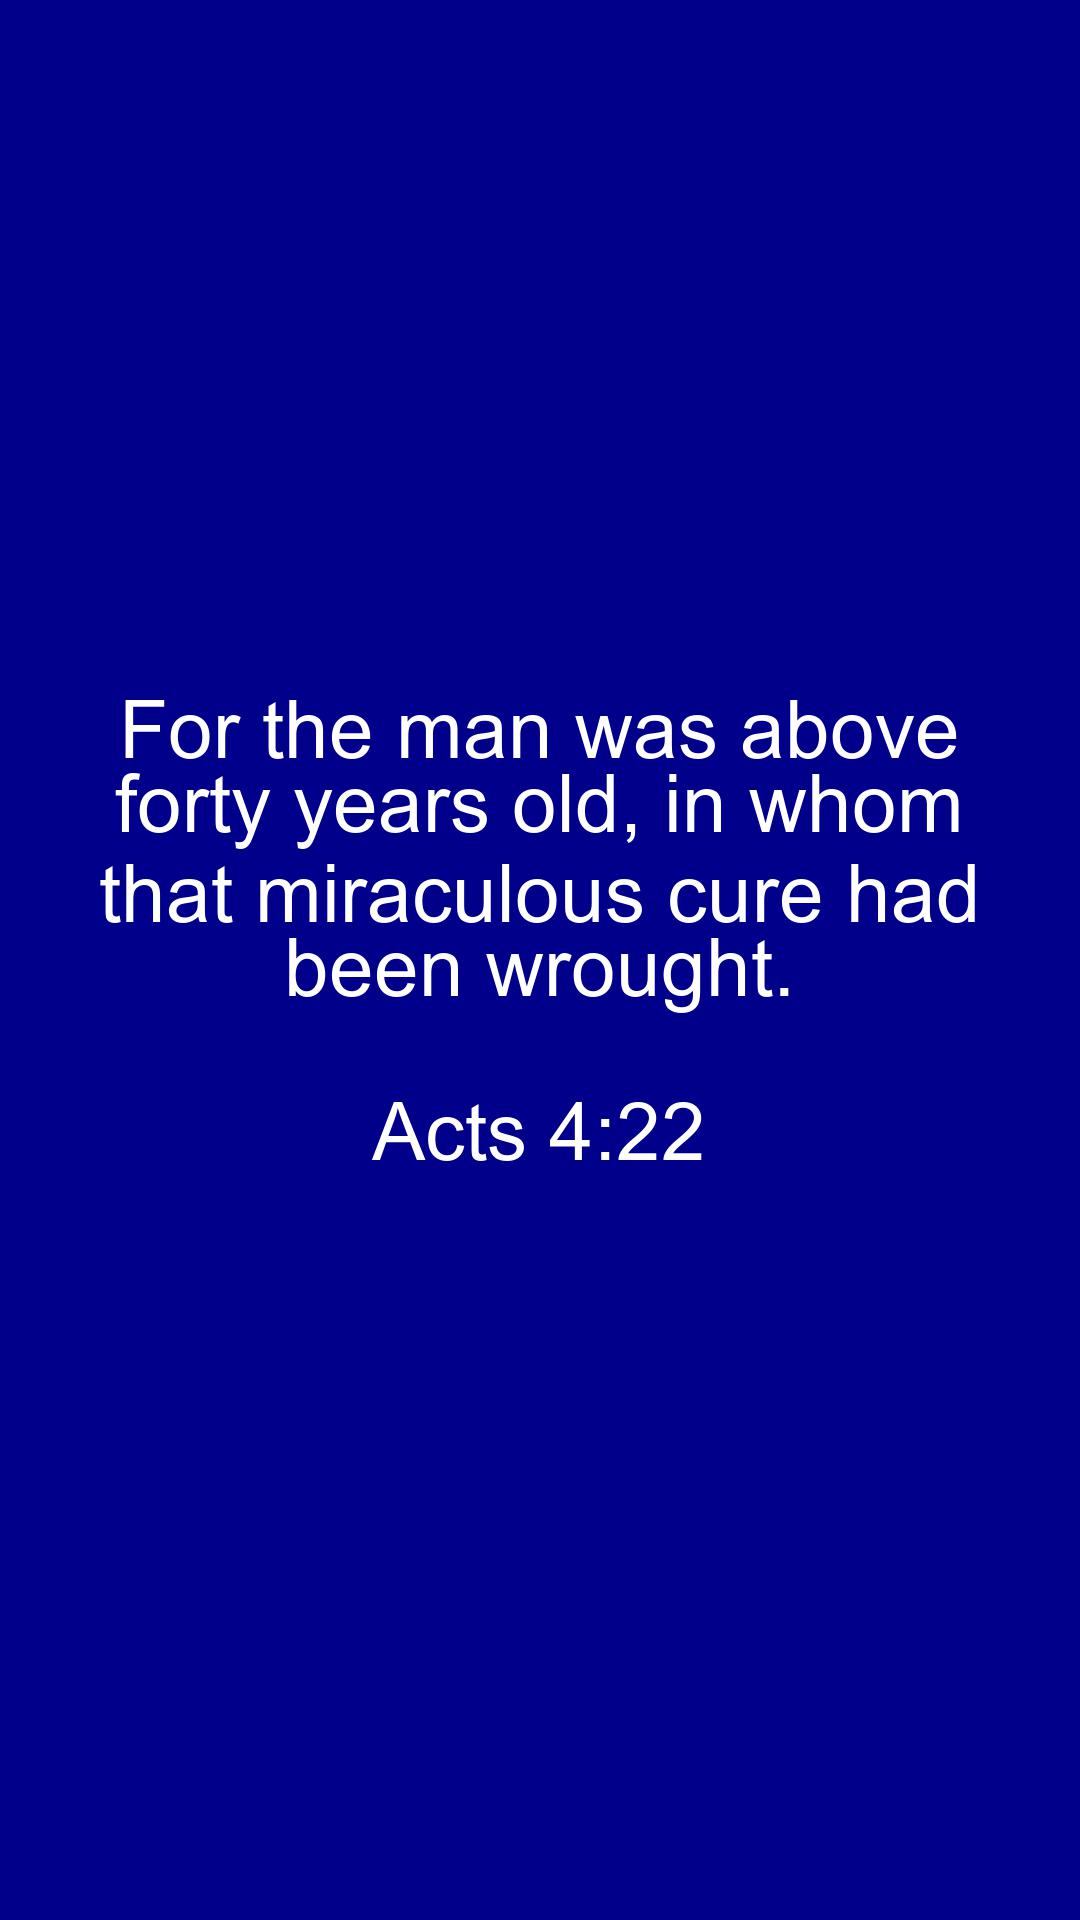 For the man was above
forty years old, in whom
that miraculous cure had
been wrought.
Acts 4:22